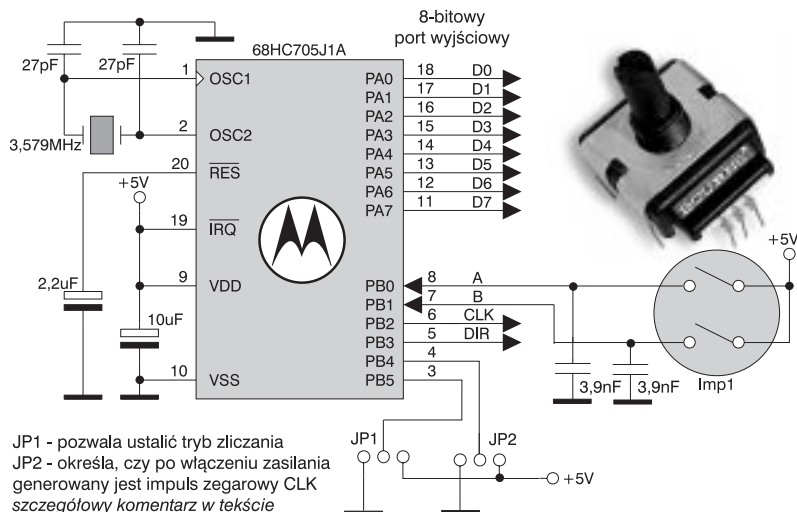 8-bitowy
port wyjściowy
68HC705J1A
27pF
27pF
1
OSC1
2
OSC2
3,579MHz
20
RES
+5V
19
IRQ
9
VDD
2,2uF
10uF
10
VSS
PA0 18 D0
PA1 17 D1
PA2 16 D2
PA3 15 D3
PA4 14 D4
PA5 13 D5
PA6 12 D6
PA7 11 D7
PB0 8 A
PB1 7 B
PB2 6 CLK
PB3 5 DIR
PB4 4
PB5 3
+5V
3,9nF
3,9nF
Imp1
JP1
JP2
+5V
JP1 - pozwala ustalić tryb zliczania
JP2 - określa, czy po włączeniu zasilania
generowany jest impuls zegarowy CLK
szczegółowy komentarz w tekście